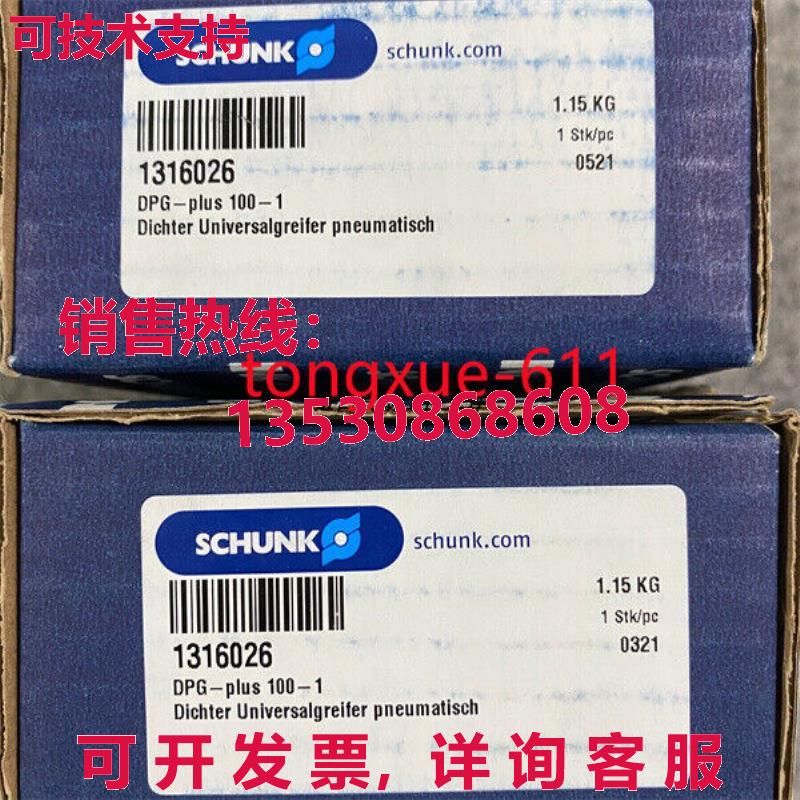 可技术支持
SCHUNK
schunk.com
1.15 KG
1 Stk/pc
0521
1316026
DPG-plus 100-1
Dichter Universalgreifer pneumatisch
销售热线:
tongxue-611
13530868608
SCHUNK
schunk.com
1.15 KG
1 Stk/pc
0321
1316026
DPG-plus 100-1
Dichter Universalgreifer pneumatisch
可开发票,详询客服